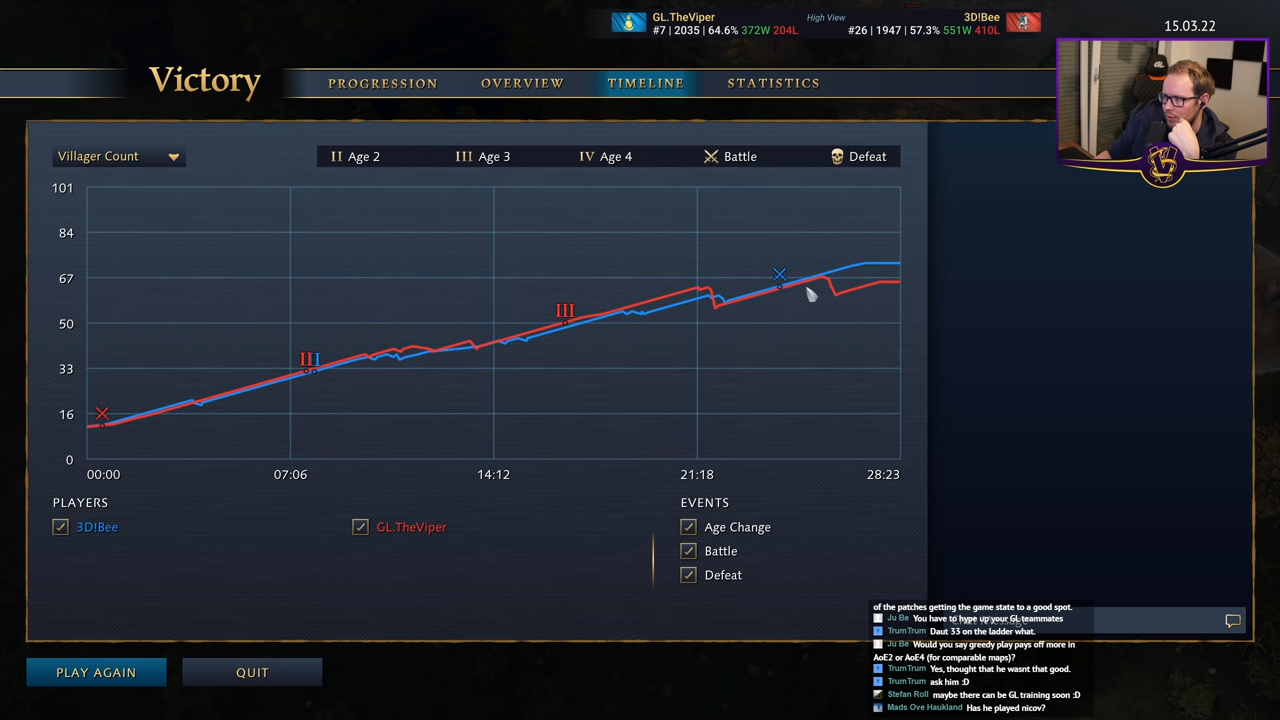 GL.TheViper
High View
3D!Bee
#7 | 2035 | 64.6% 372W 204L
#26 | 1947 | 57.3% 551W 410L
15.03.22
Victory
PROGRESSION
OVERVIEW
TIMELINE
STATISTICS
GL
Villager Count
II Age 2
III Age 3
IV Age 4
Battle
Defeat
101
84
67
50
33
16
0
III
III
00:00
07:06
14:12
21:18
28:23
PLAYERS
3D!Bee
GL.TheViper
EVENTS
Age Change
Battle
Defeat
of the patches getting the game state to a good spot.
Ju Be You have to hype up your GL teammates
TrumTrum Daut 33 on the ladder what.
Ju Be Would you say greedy play pays off more in
AoE2 or AoE4 (for comparable maps)?
TrumTrum Yes, thought that he wasnt that good.
TrumTrum ask him :D
Stefan Roll maybe there can be GL training soon :D
Mads Ove Haukland Has he played nicov?
PLAY AGAIN
QUIT